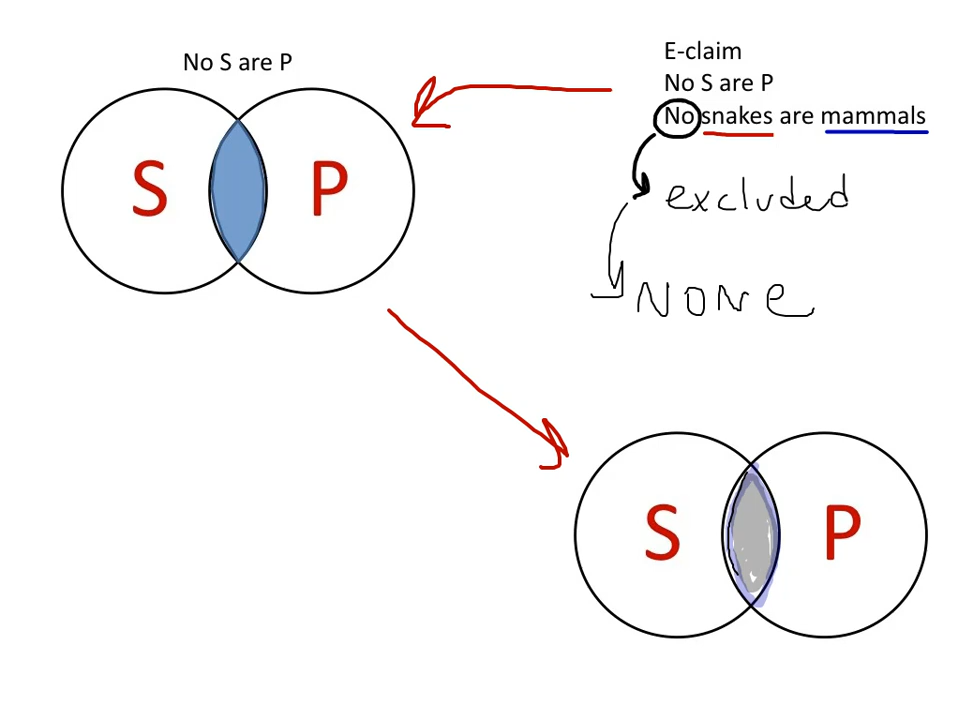 No S are P
S P
E-claim
No S are P
No snakes are mammals
excluded
NONe
S P